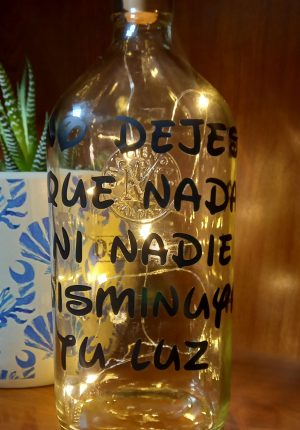 NO DEJES
QUE NADA
NI NADIE
DISMINUYA
TU LUZ